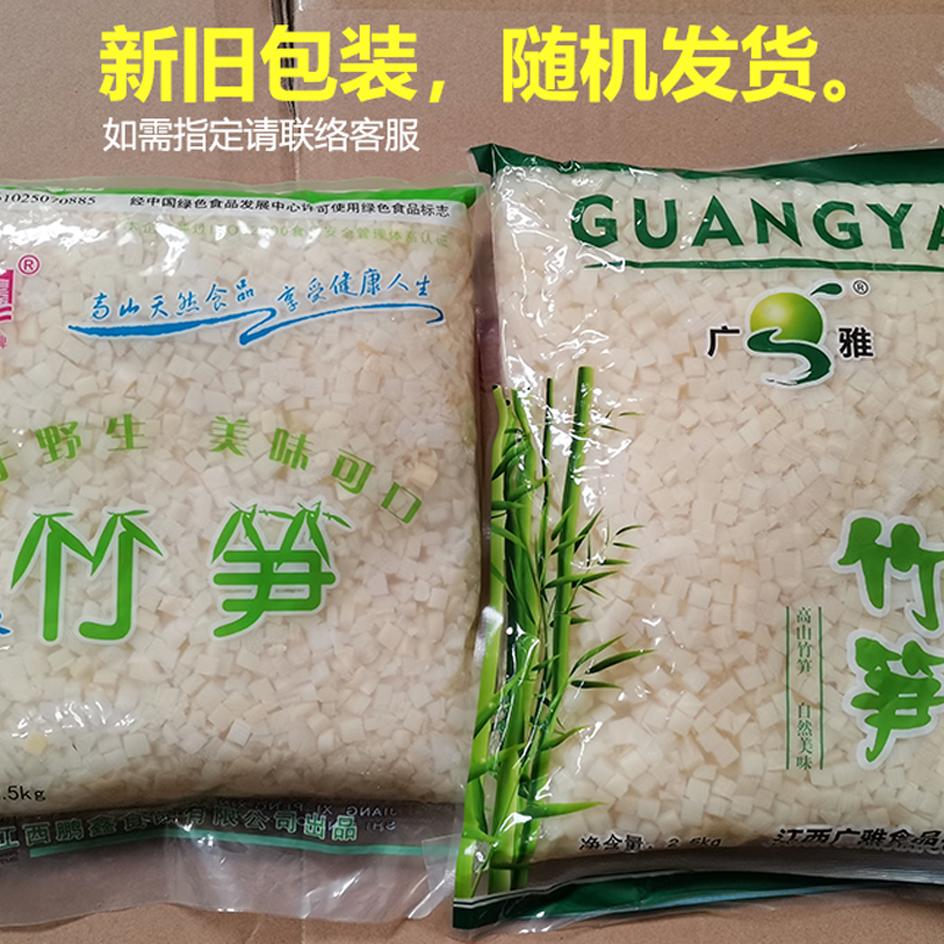 新旧包装，随机发货。
如需指定请联络客服
51025070885 经中国绿色食品发展中心许可使用绿色食品标志
高山天然食品 享受健康人生
野生 美味可口
竹笋
.5kg
江西鹏鑫食品有限公司出品
GUANGYA
广雅
竹笋
高山竹笋 自然美味
净含量：2.5kg 江西广雅食品